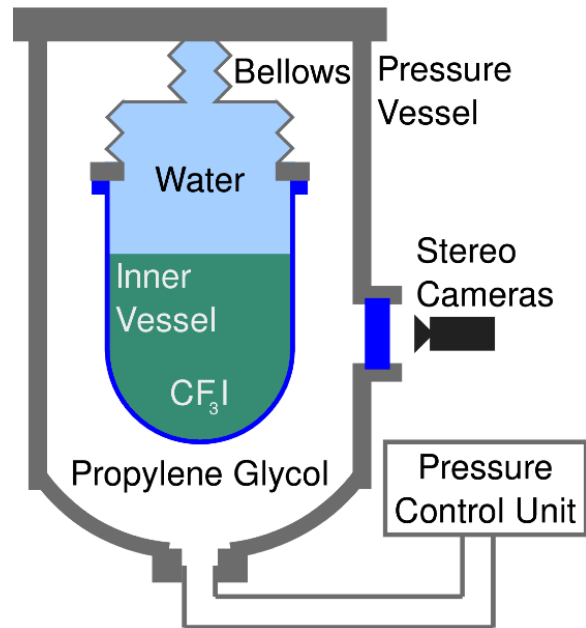 Bellows
Pressure
Vessel
Water
Stereo
Cameras
Inner
Vessel
CF₃I
Propylene Glycol
Pressure
Control Unit